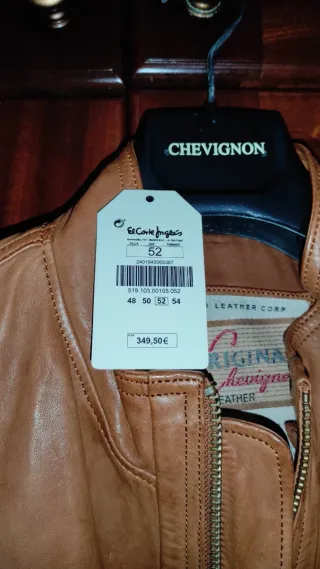 CHEVIGNON
El Corte Inglés
52
2401640065387
519.103.00105.052
48 50 52 54
349,50€
LEATHER CORP
ORIGINAL
Chevignon
LEATHER